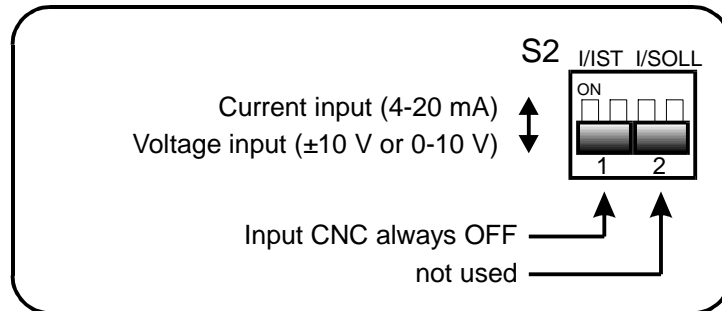 S2 I/IST I/SOLL
ON
Current input (4-20 mA)
Voltage input (±10 V or 0-10 V)
1 2
Input CNC always OFF
not used